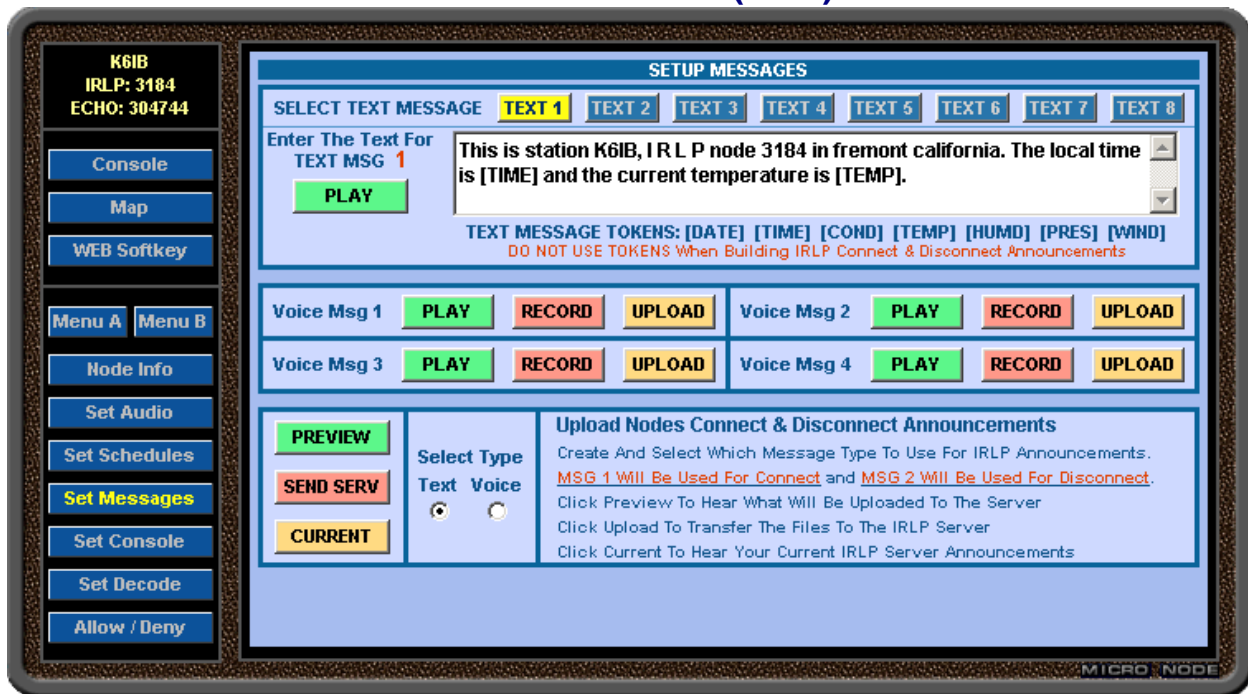 K6IB
IRLP: 3184
ECHO: 304744
Console
Map
WEB Softkey
Menu A Menu B
Node Info
Set Audio
Set Schedules
Set Messages
Set Console
Set Decode
Allow / Deny
SETUP MESSAGES
SELECT TEXT MESSAGE TEXT 1 TEXT 2 TEXT 3 TEXT 4 TEXT 5 TEXT 6 TEXT 7 TEXT 8
Enter The Text For
TEXT MSG 1
PLAY
This is station K6IB, I R L P node 3184 in fremont california. The local time
is [TIME] and the current temperature is [TEMP].
TEXT MESSAGE TOKENS: [DATE] [TIME] [COND] [TEMP] [HUMD] [PRES] [WIND]
DO NOT USE TOKENS When Building IRLP Connect & Disconnect Announcements
Voice Msg 1 PLAY RECORD UPLOAD Voice Msg 2 PLAY RECORD UPLOAD
Voice Msg 3 PLAY RECORD UPLOAD Voice Msg 4 PLAY RECORD UPLOAD
PREVIEW
SEND SERV
CURRENT
Select Type
Text Voice
Upload Nodes Connect & Disconnect Announcements
Create And Select Which Message Type To Use For IRLP Announcements.
MSG 1 Will Be Used For Connect and MSG 2 Will Be Used For Disconnect.
Click Preview To Hear What Will Be Uploaded To The Server
Click Upload To Transfer The Files To The IRLP Server
Click Current To Hear Your Current IRLP Server Announcements
MICRO NODE